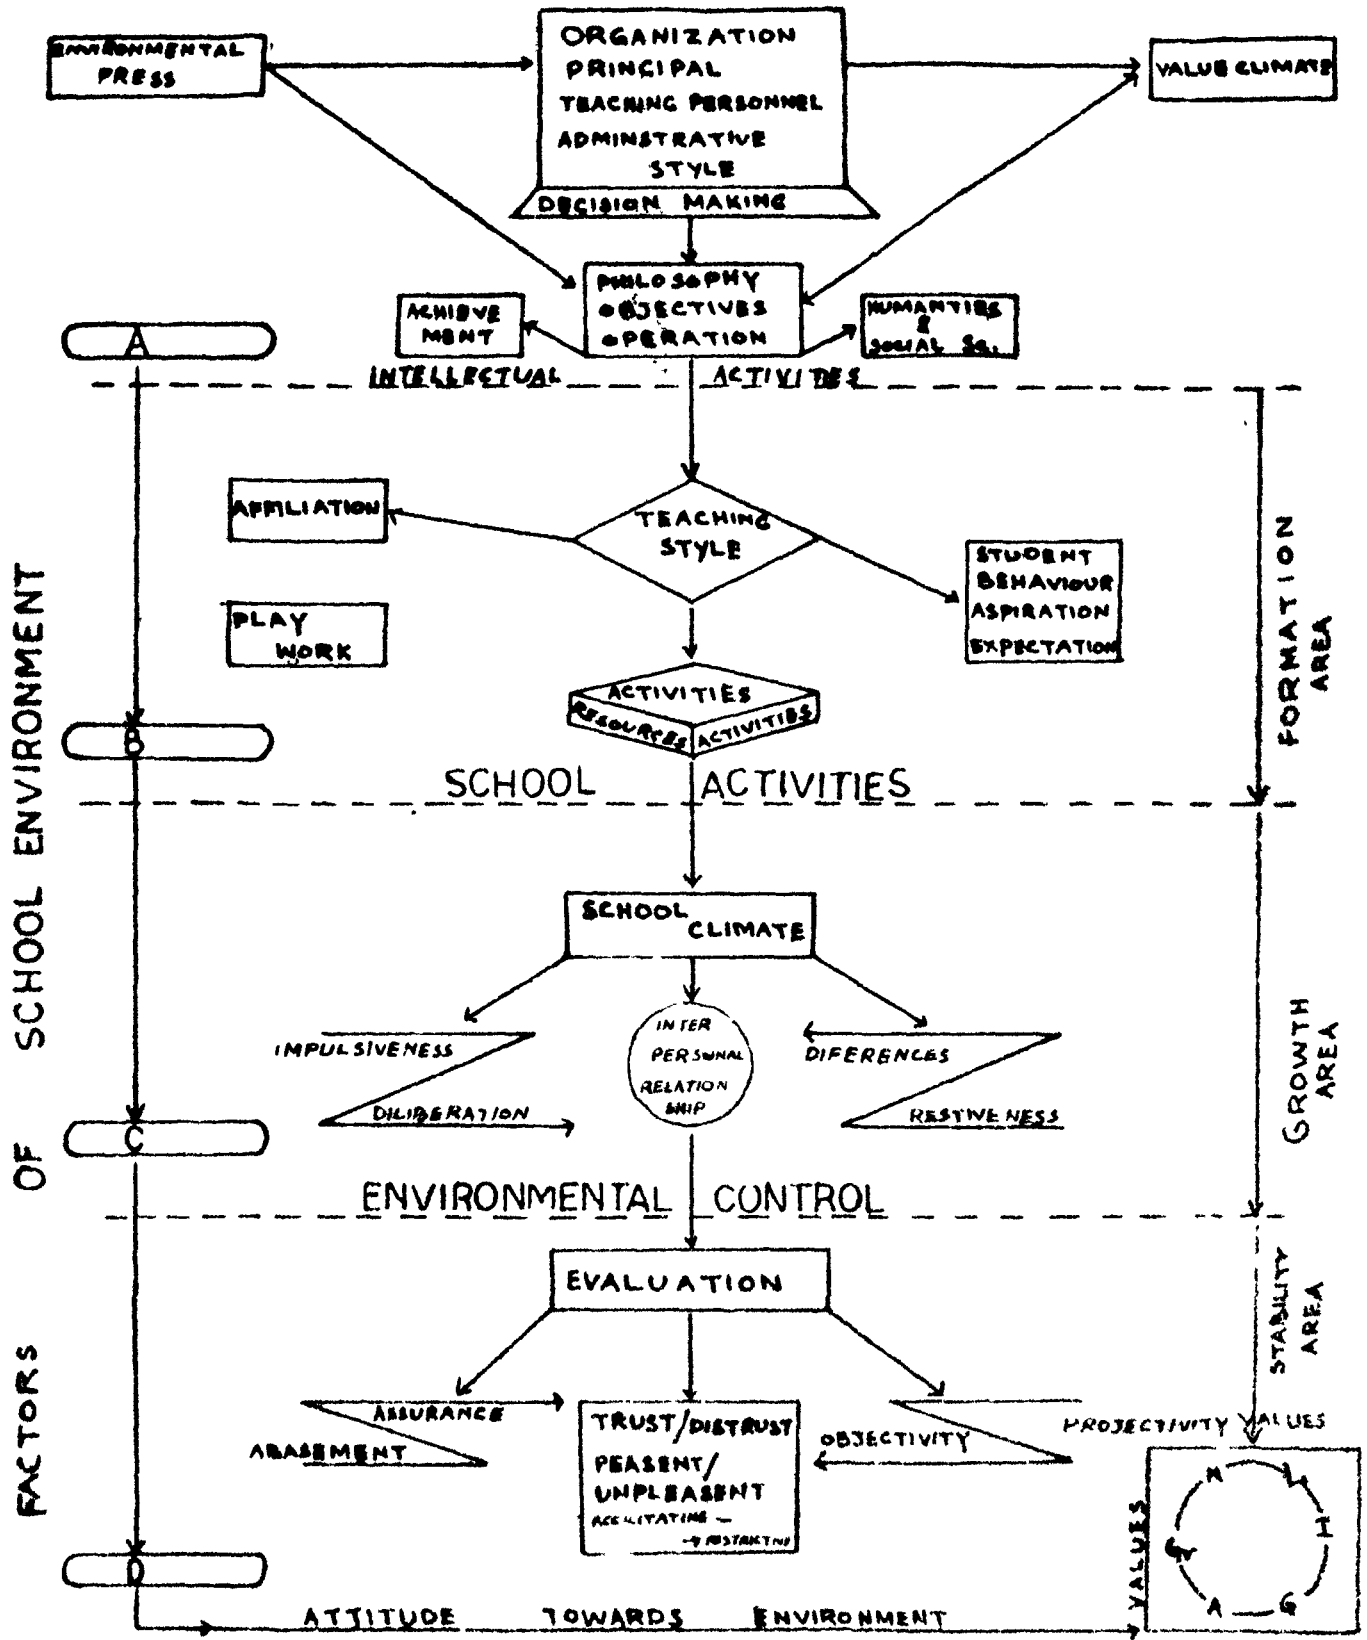 ENVIRONMENTAL
PRESS
ORGANIZATION
PRINCIPAL
TEACHING PERSONNEL
ADMINSTRATIVE
STYLE
DECISION MAKING
VALUE CLIMATE
PHILOSOPHY
OBJECTIVES
OPERATION
ACHIEVE
MENT
HUMANTIES
&
SOCIAL Sc.
A
INTELLECTUAL ACTIVITES
AFFILIATION
TEACHING
STYLE
STUDENT
BEHAVIOUR
ASPIRATION
EXPECTATION
PLAY
WORK
ACTIVITIES
RESOURCES ACTIVITIES
B
SCHOOL ACTIVITIES
FORMATION
AREA
SCHOOL
CLIMATE
IMPULSIVENESS
DILIBERATION
INTER
PERSONAL
RELATION
SHIP
DIFERENCES
RESTIVENESS
C
ENVIRONMENTAL CONTROL
GROWTH
AREA
EVALUATION
ASSURANCE
ABASEMENT
TRUST/DISTRUST
PEASENT/
UNPLEASENT
OBJECTIVITY
PROJECTIVITY VALUES
STABILITY
AREA
D
ATTITUDE TOWARDS ENVIRONMENT
VALUES
H
G
A
FACTORS OF SCHOOL ENVIRONMENT